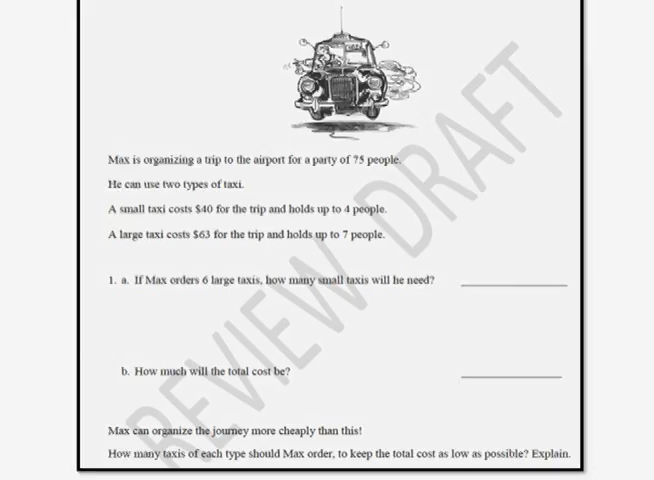 Max is organizing a trip to the airport for a party of 75 people.
He can use two types of taxi.
A small taxi costs $40 for the trip and holds up to 4 people.
A large taxi costs $63 for the trip and holds up to 7 people.
1. a. If Max orders 6 large taxis, how many small taxis will he need?
b. How much will the total cost be?
Max can organize the journey more cheaply than this!
How many taxis of each type should Max order, to keep the total cost as low as possible? Explain.
REVIEW DRAFT